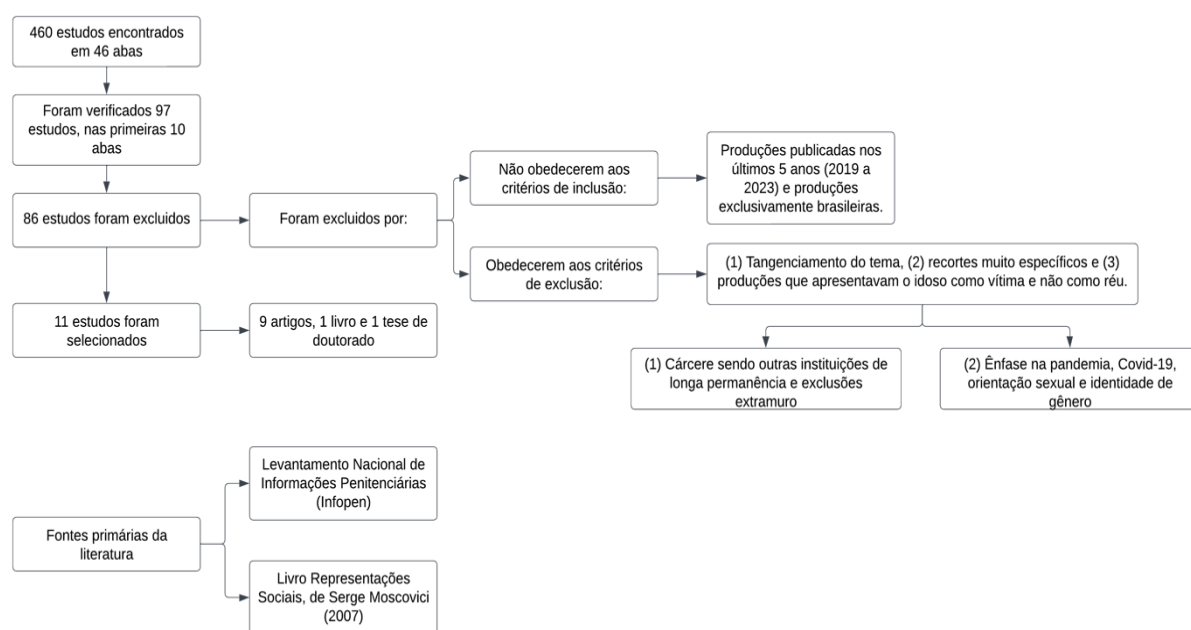 460 estudos encontrados
em 46 abas
Foram verificados 97
estudos, nas primeiras 10
abas
86 estudos foram excluidos
Foram excluidos por:
Não obedecerem aos
critérios de inclusão:
Produções publicadas nos
últimos 5 anos (2019 a
2023) e produções
exclusivamente brasileiras.
Obedecerem aos critérios
de exclusão:
(1) Tangenciamento do tema, (2) recortes muito específicos e (3)
produções que apresentavam o idoso como vítima e não como réu.
(1) Cárcere sendo outras instituições de
longa permanência e exclusões
extramuro
(2) Ênfase na pandemia, Covid-19,
orientação sexual e identidade de
gênero
11 estudos foram
selecionados
9 artigos, 1 livro e 1 tese de
doutorado
Fontes primárias da
literatura
Levantamento Nacional de
Informações Penitenciárias
(Infopen)
Livro Representações
Sociais, de Serge Moscovici
(2007)